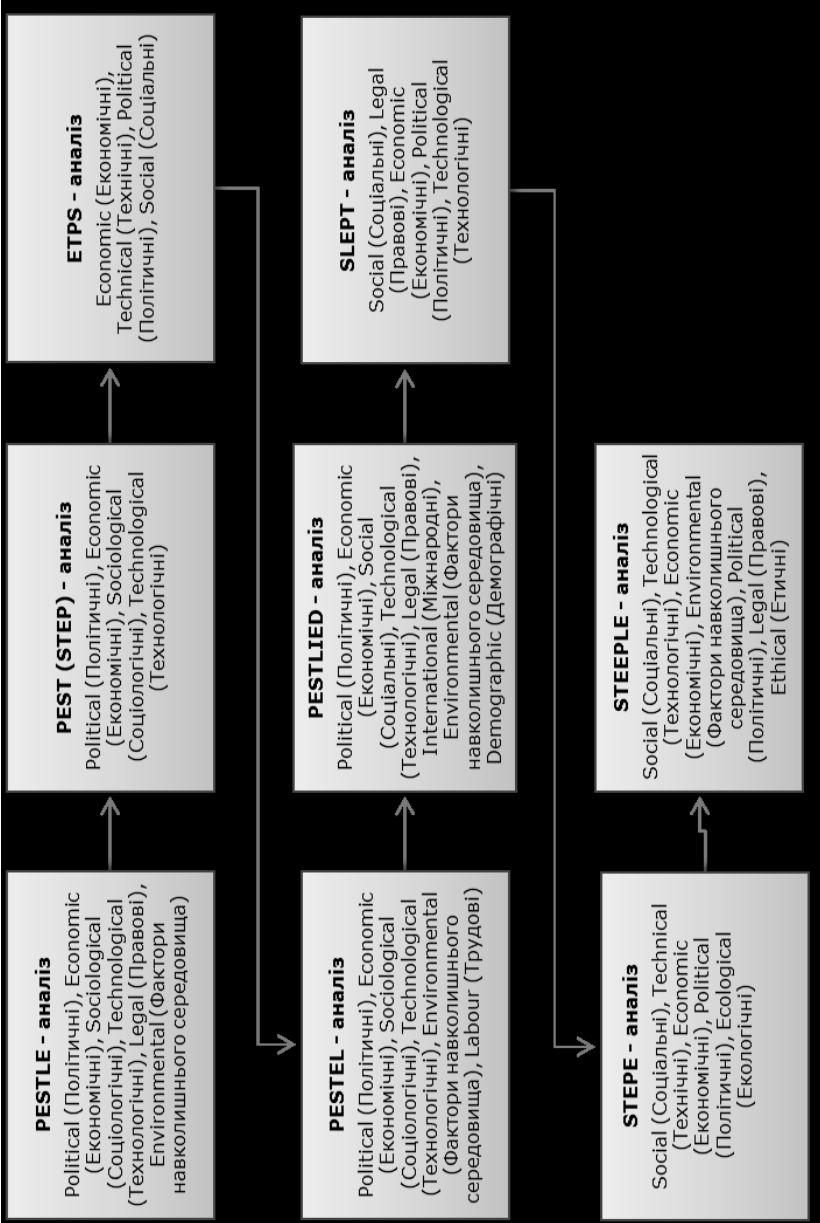 PESTLE – аналіз
Political (Політичні), Economic
(Економічні), Sociological
(Соціологічні), Technological
(Технологічні), Legal (Правові),
Environmental (Фактори
навколишнього середовища)
PEST (STEP) – аналіз
Political (Політичні), Economic
(Економічні), Sociological
(Соціологічні), Technological
(Технологічні)
ETPS – аналіз
Economic (Економічні),
Technical (Технічні), Political
(Політичні), Social (Соціальні)
PESTEL – аналіз
Political (Політичні), Economic
(Економічні), Sociological
(Соціологічні), Technological
(Технологічні), Environmental
(Фактори навколишнього
середовища), Labour (Трудові)
PESTLIED – аналіз
Political (Політичні), Economic
(Економічні), Social
(Соціальні), Technological
(Технологічні), Legal (Правові),
International (Міжнародні),
Environmental (Фактори
навколишнього середовища),
Demographic (Демографічні)
SLEPT – аналіз
Social (Соціальні), Legal
(Правові), Economic
(Економічні), Political
(Політичні), Technological
(Технологічні)
STEPE – аналіз
Social (Соціальні), Technical
(Технічні), Economic
(Економічні), Political
(Політичні), Ecological
(Екологічні)
STEEPLE – аналіз
Social (Соціальні), Technological
(Технологічні), Economic
(Економічні), Environmental
(Фактори навколишнього
середовища), Political
(Політичні), Legal (Правові),
Ethical (Етичні)